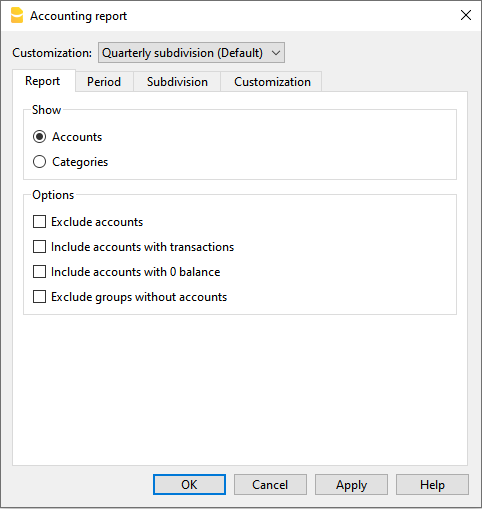 Accounting report
Customization: Quarterly subdivision (Default)
Report Period Subdivision Customization
Show
Accounts
Categories
Options
Exclude accounts
Include accounts with transactions
Include accounts with 0 balance
Exclude groups without accounts
OK Cancel Apply Help